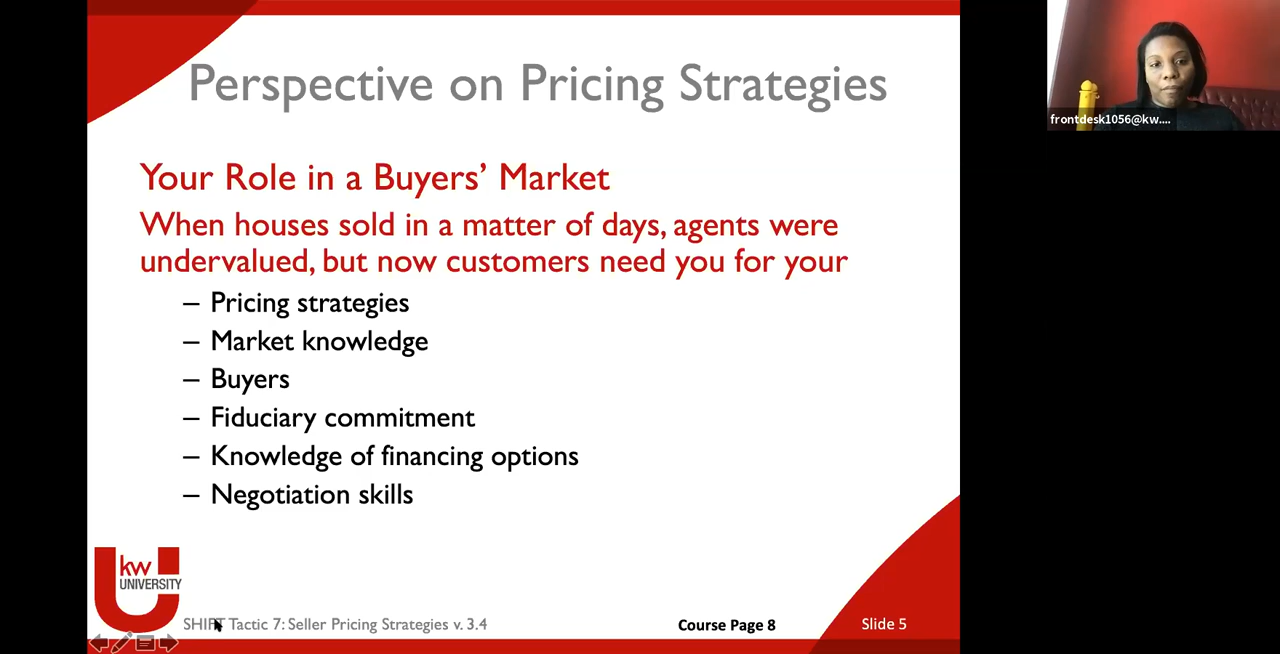 Perspective on Pricing Strategies
frontdesk1056@kw....
Your Role in a Buyers’ Market
When houses sold in a matter of days, agents were
undervalued, but now customers need you for your
– Pricing strategies
– Market knowledge
– Buyers
– Fiduciary commitment
– Knowledge of financing options
– Negotiation skills
kw
UNIVERSITY
SHIFT Tactic 7: Seller Pricing Strategies v. 3.4
Course Page 8
Slide 5